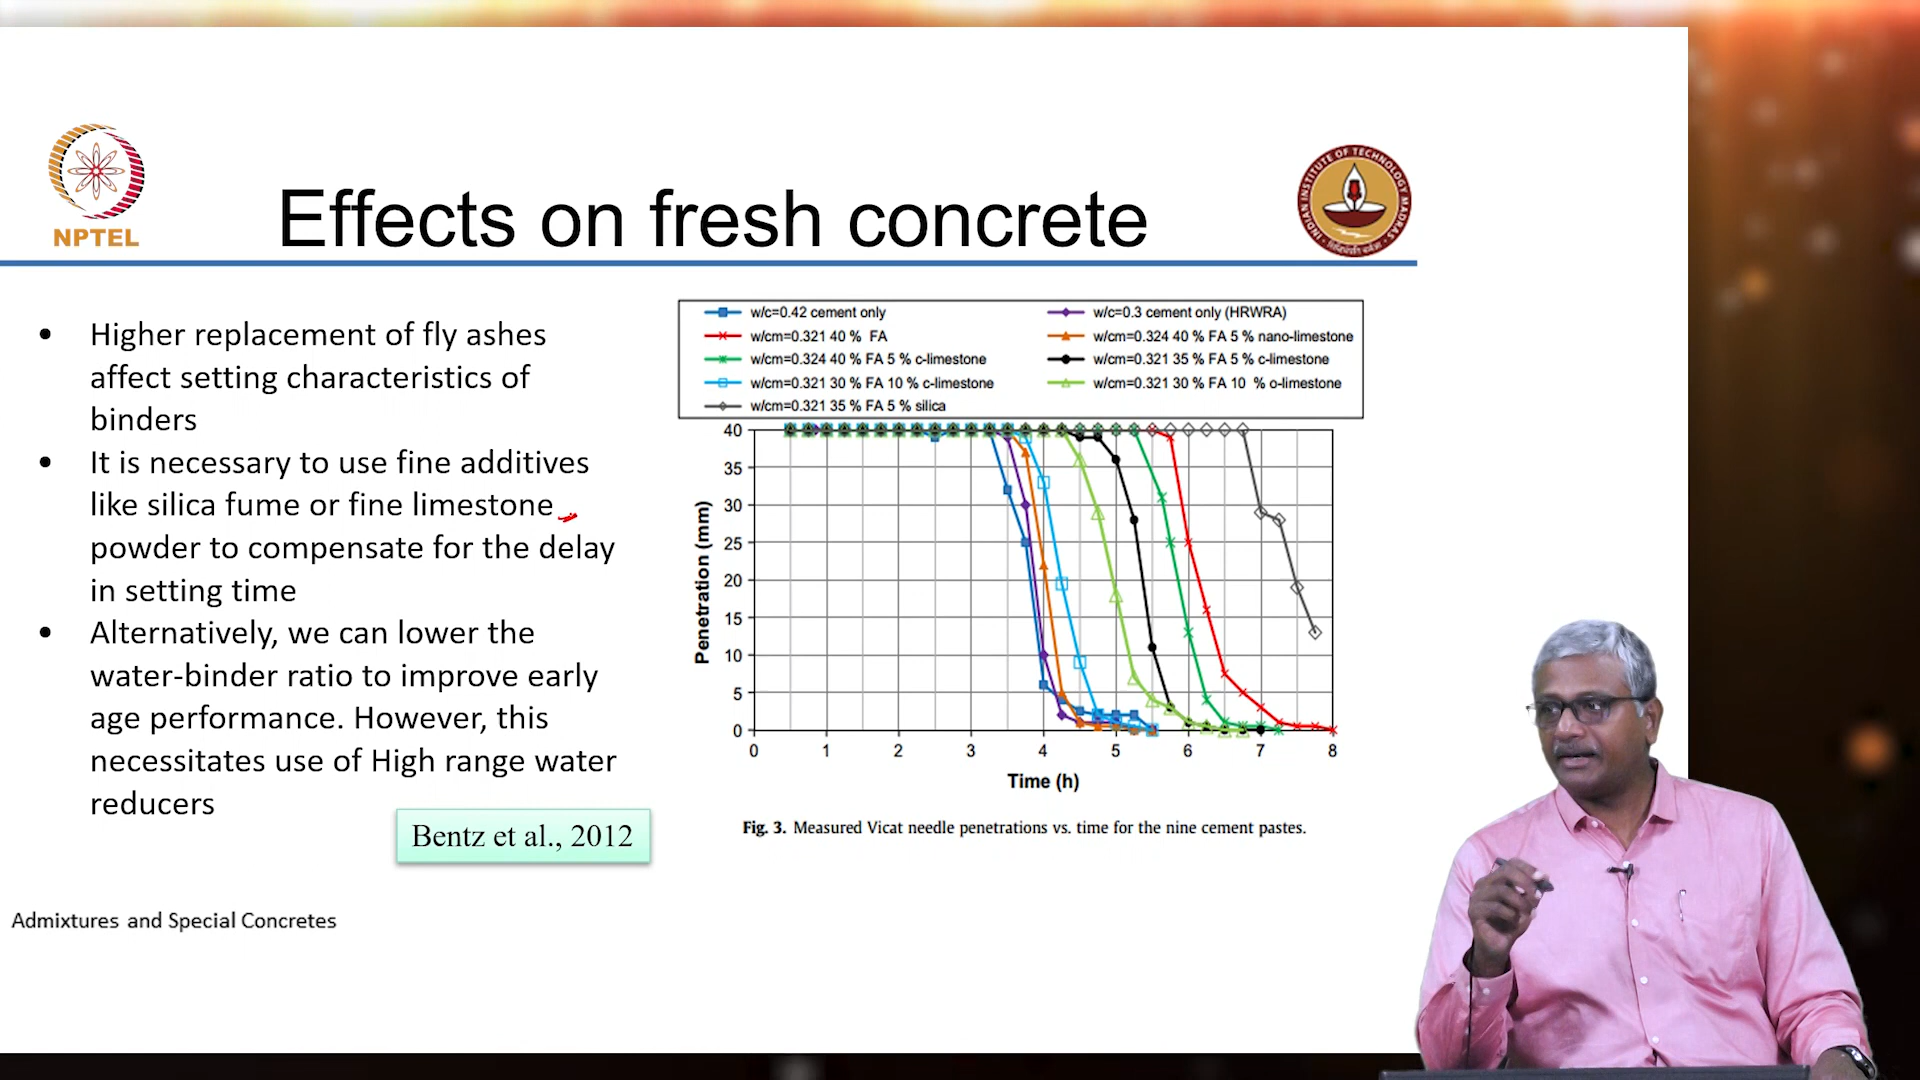 NPTEL
Effects on fresh concrete
INDIAN INSTITUTE OF TECHNOLOGY MADRAS
• Higher replacement of fly ashes
affect setting characteristics of
binders
• It is necessary to use fine additives
like silica fume or fine limestone
powder to compensate for the delay
in setting time
• Alternatively, we can lower the
water-binder ratio to improve early
age performance. However, this
necessitates use of High range water
reducers
Bentz et al., 2012
w/c=0.42 cement only
w/c=0.3 cement only (HRWRA)
w/cm=0.321 40 % FA
w/cm=0.324 40 % FA 5 % nano-limestone
w/cm=0.324 40 % FA 5 % c-limestone
w/cm=0.321 35 % FA 5 % c-limestone
w/cm=0.321 30 % FA 10 % c-limestone
w/cm=0.321 30 % FA 10 % o-limestone
w/cm=0.321 35 % FA 5 % silica
Penetration (mm)
40
35
30
25
20
15
10
5
0
0 1 2 3 4 5 6 7 8
Time (h)
Fig. 3. Measured Vicat needle penetrations vs. time for the nine cement pastes.
Admixtures and Special Concretes